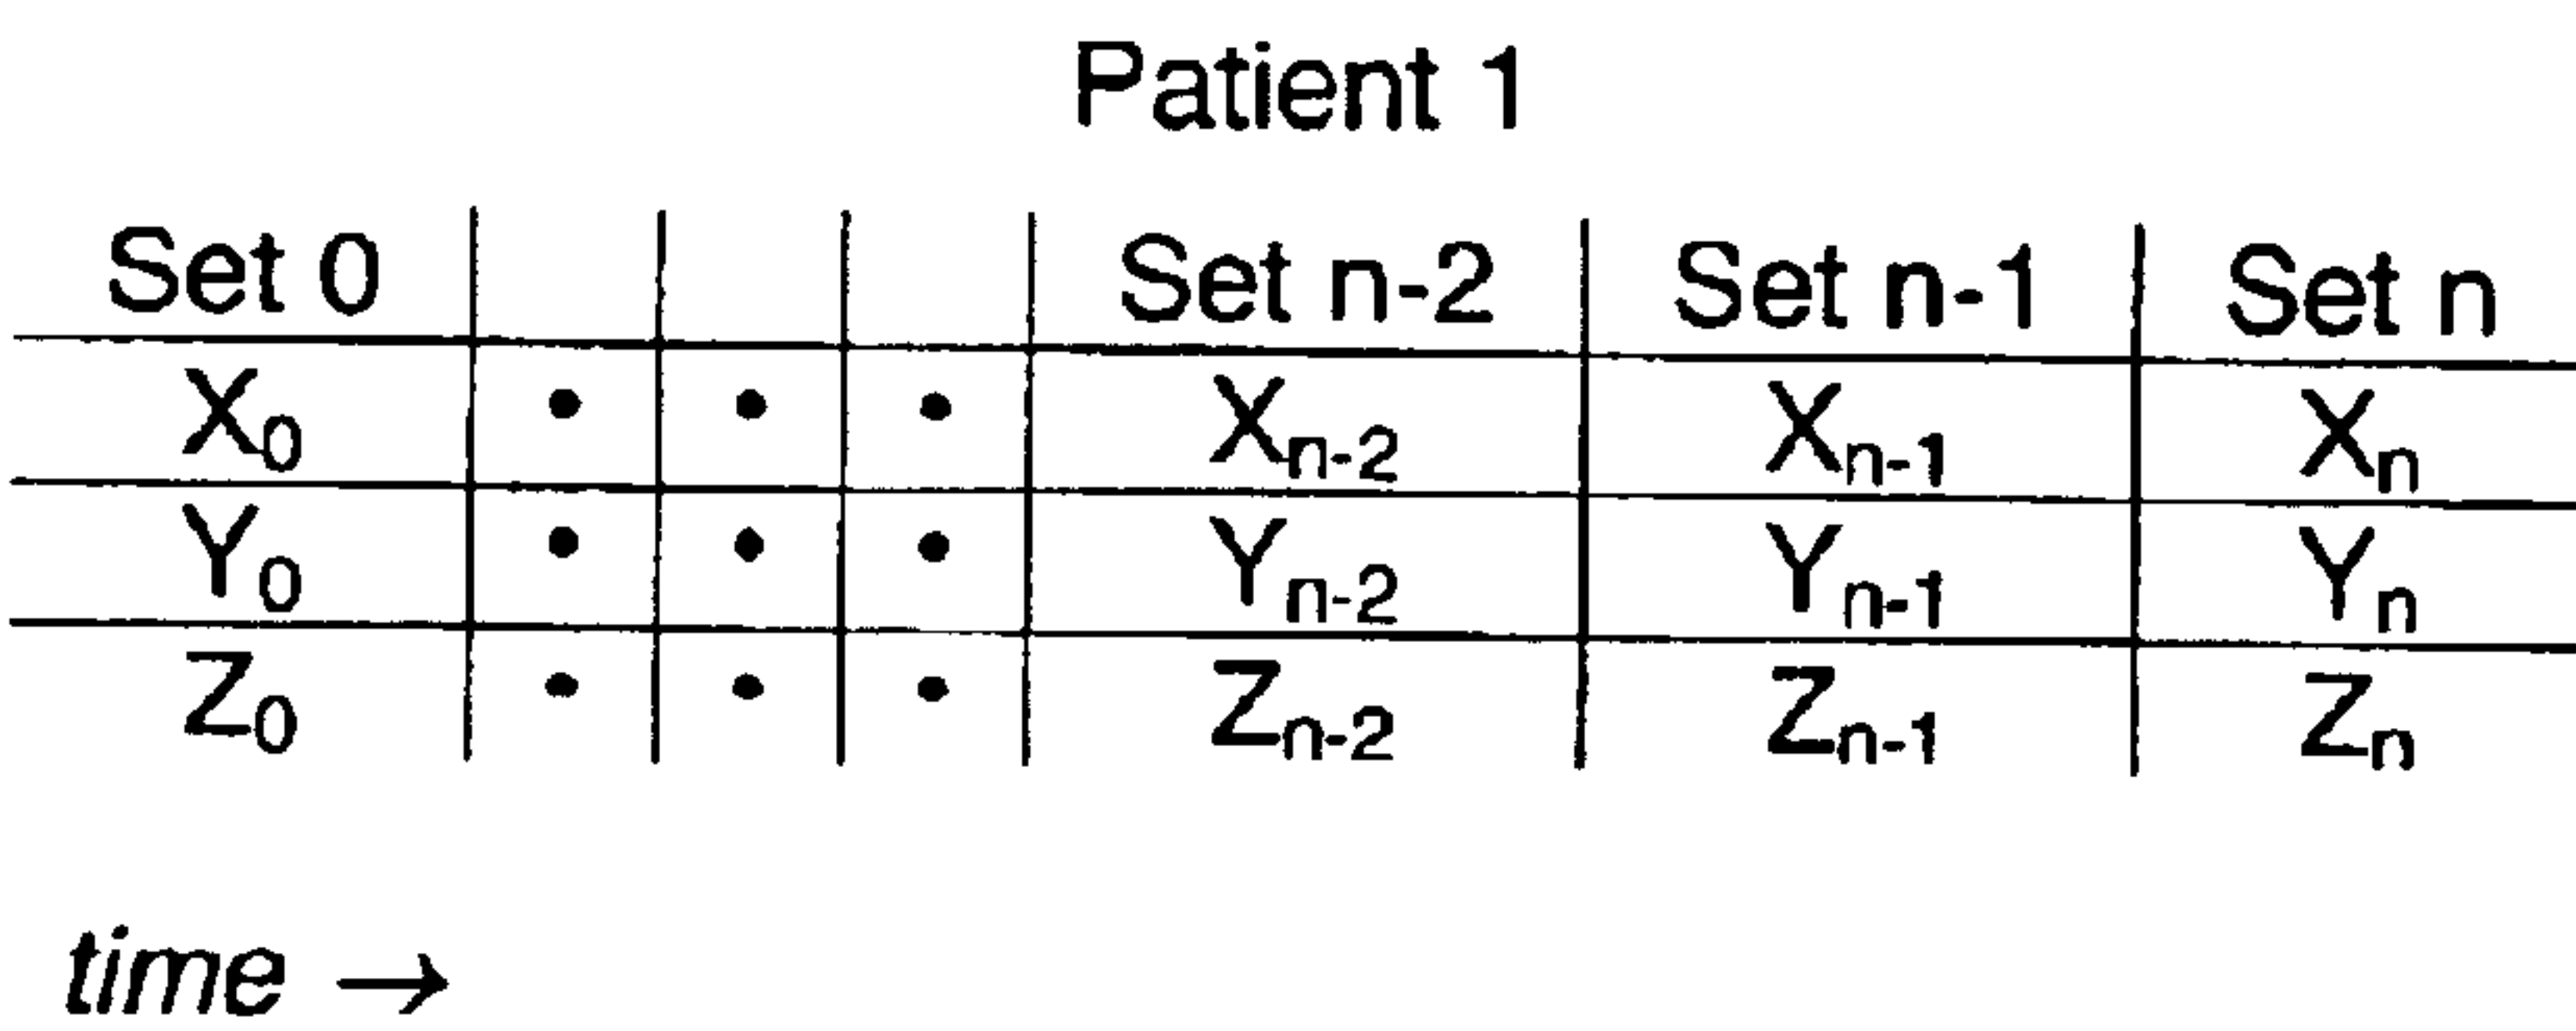 Patient 1
Set 0 Set n-2 Set n-1 Set n
X₀ • • • Xₙ₋₂ Xₙ₋₁ Xₙ
Y₀ • • • Yₙ₋₂ Yₙ₋₁ Yₙ
Z₀ • • • Zₙ₋₂ Zₙ₋₁ Zₙ
time →